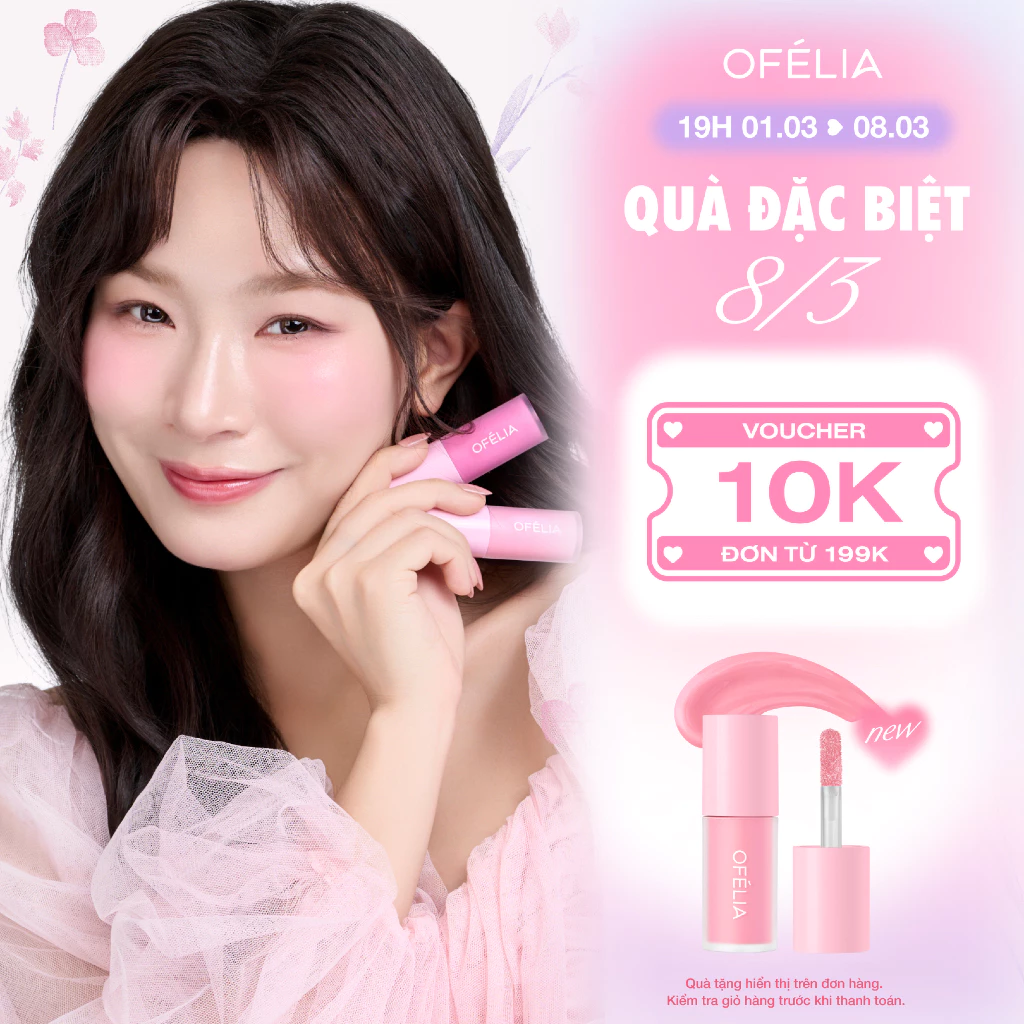 OFÉLIA
19H 01.03 ❥ 08.03
QUÀ ĐẶC BIỆT
8/3
VOUCHER
10K
ĐƠN TỪ 199K
OFÉLIA
OFÉLIA
new
OFÉLIA
Quà tặng hiển thị trên đơn hàng.
Kiểm tra giỏ hàng trước khi thanh toán.